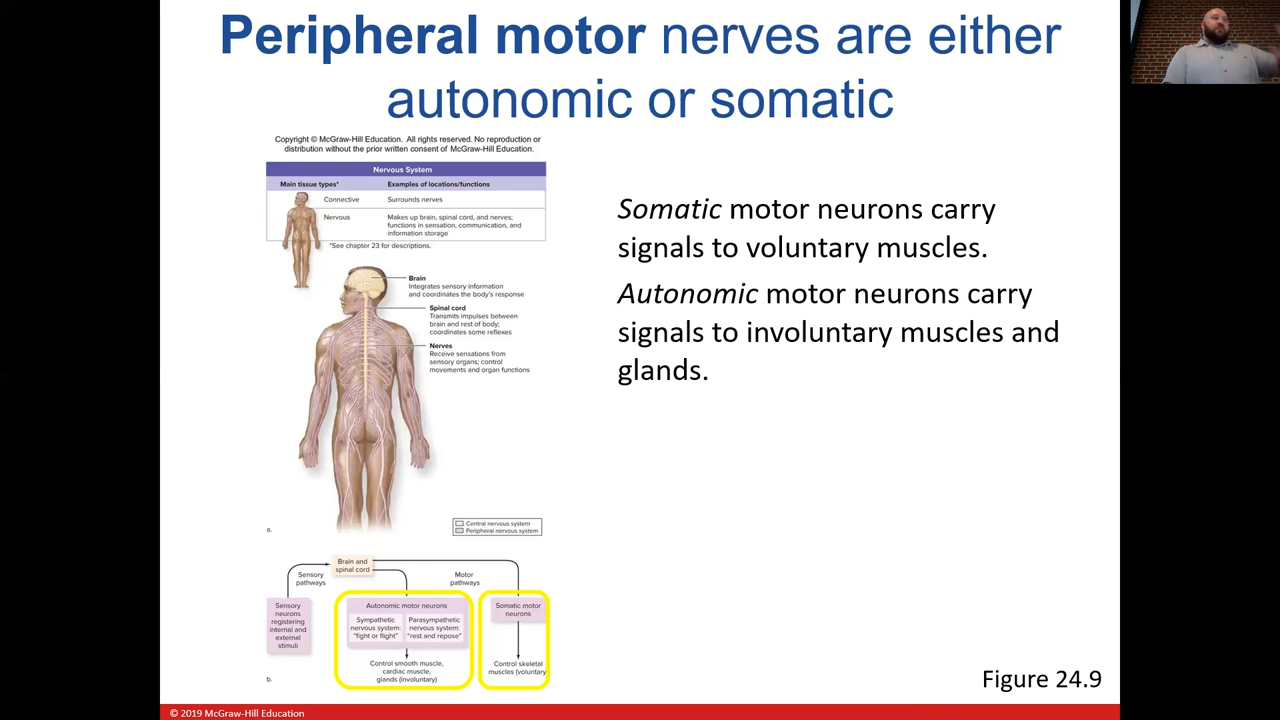 Peripheral motor nerves are either
autonomic or somatic
Copyright © McGraw-Hill Education. All rights reserved. No reproduction or
distribution without the prior written consent of McGraw-Hill Education.
Nervous System
Main tissue types* Examples of locations/functions
Connective Surrounds nerves
Nervous Makes up brain, spinal cord, and nerves;
functions in sensation, communication, and
information storage
*See chapter 23 for descriptions.
Brain
Integrates sensory information
and coordinates the body's response
Spinal cord
Transmits impulses between
brain and rest of body;
coordinates some reflexes
Nerves
Receive sensations from
sensory organs; control
movements and organ functions
a.
Central nervous system
Peripheral nervous system
Somatic motor neurons carry
signals to voluntary muscles.
Autonomic motor neurons carry
signals to involuntary muscles and
glands.
Brain and
spinal cord
Sensory
pathways
Motor
pathways
Sensory
neurons
registering
internal and
external
stimuli
Autonomic motor neurons
Sympathetic
nervous system:
"fight or flight"
Parasympathetic
nervous system:
"rest and repose"
Control smooth muscle,
cardiac muscle,
glands (involuntary)
Somatic motor
neurons
Control skeletal
muscles (voluntary
b.
Figure 24.9
© 2019 McGraw-Hill Education